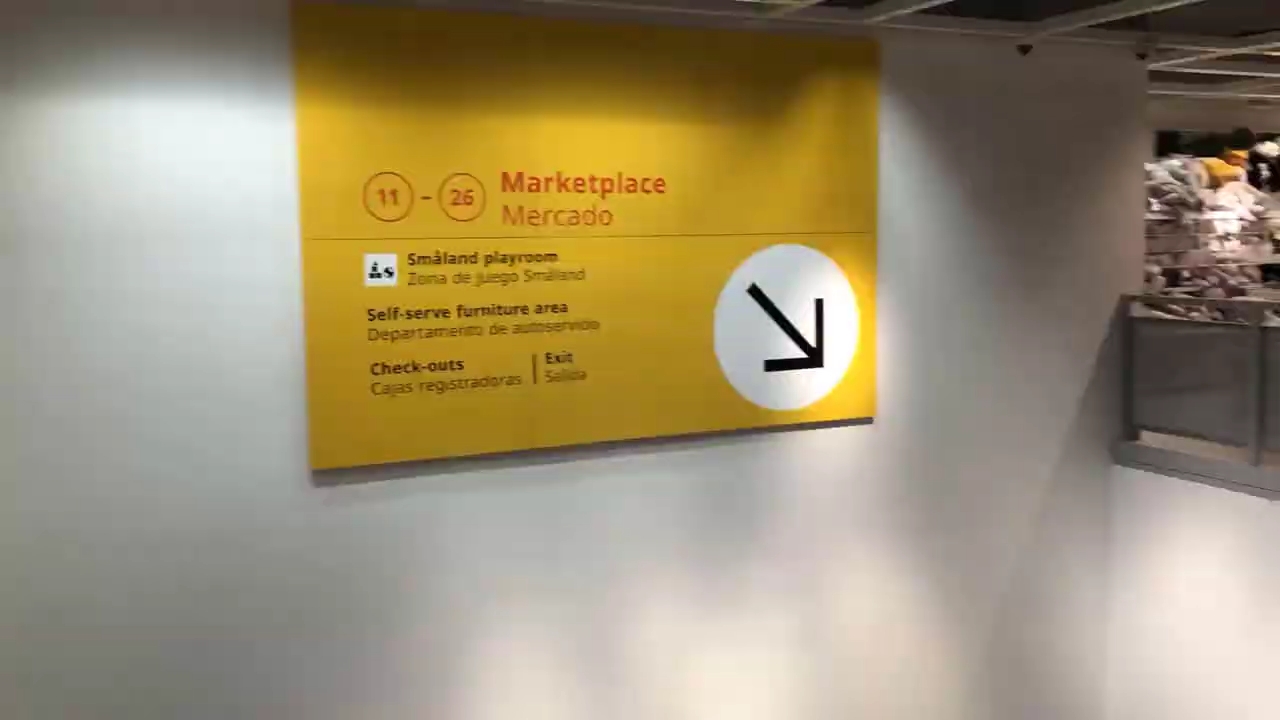 11 - 26 Marketplace
Mercado
Småland playroom
Zona de juego Småland
Self-serve furniture area
Departamento de autoservicio
Check-outs
Cajas registradoras
Exit
Salida